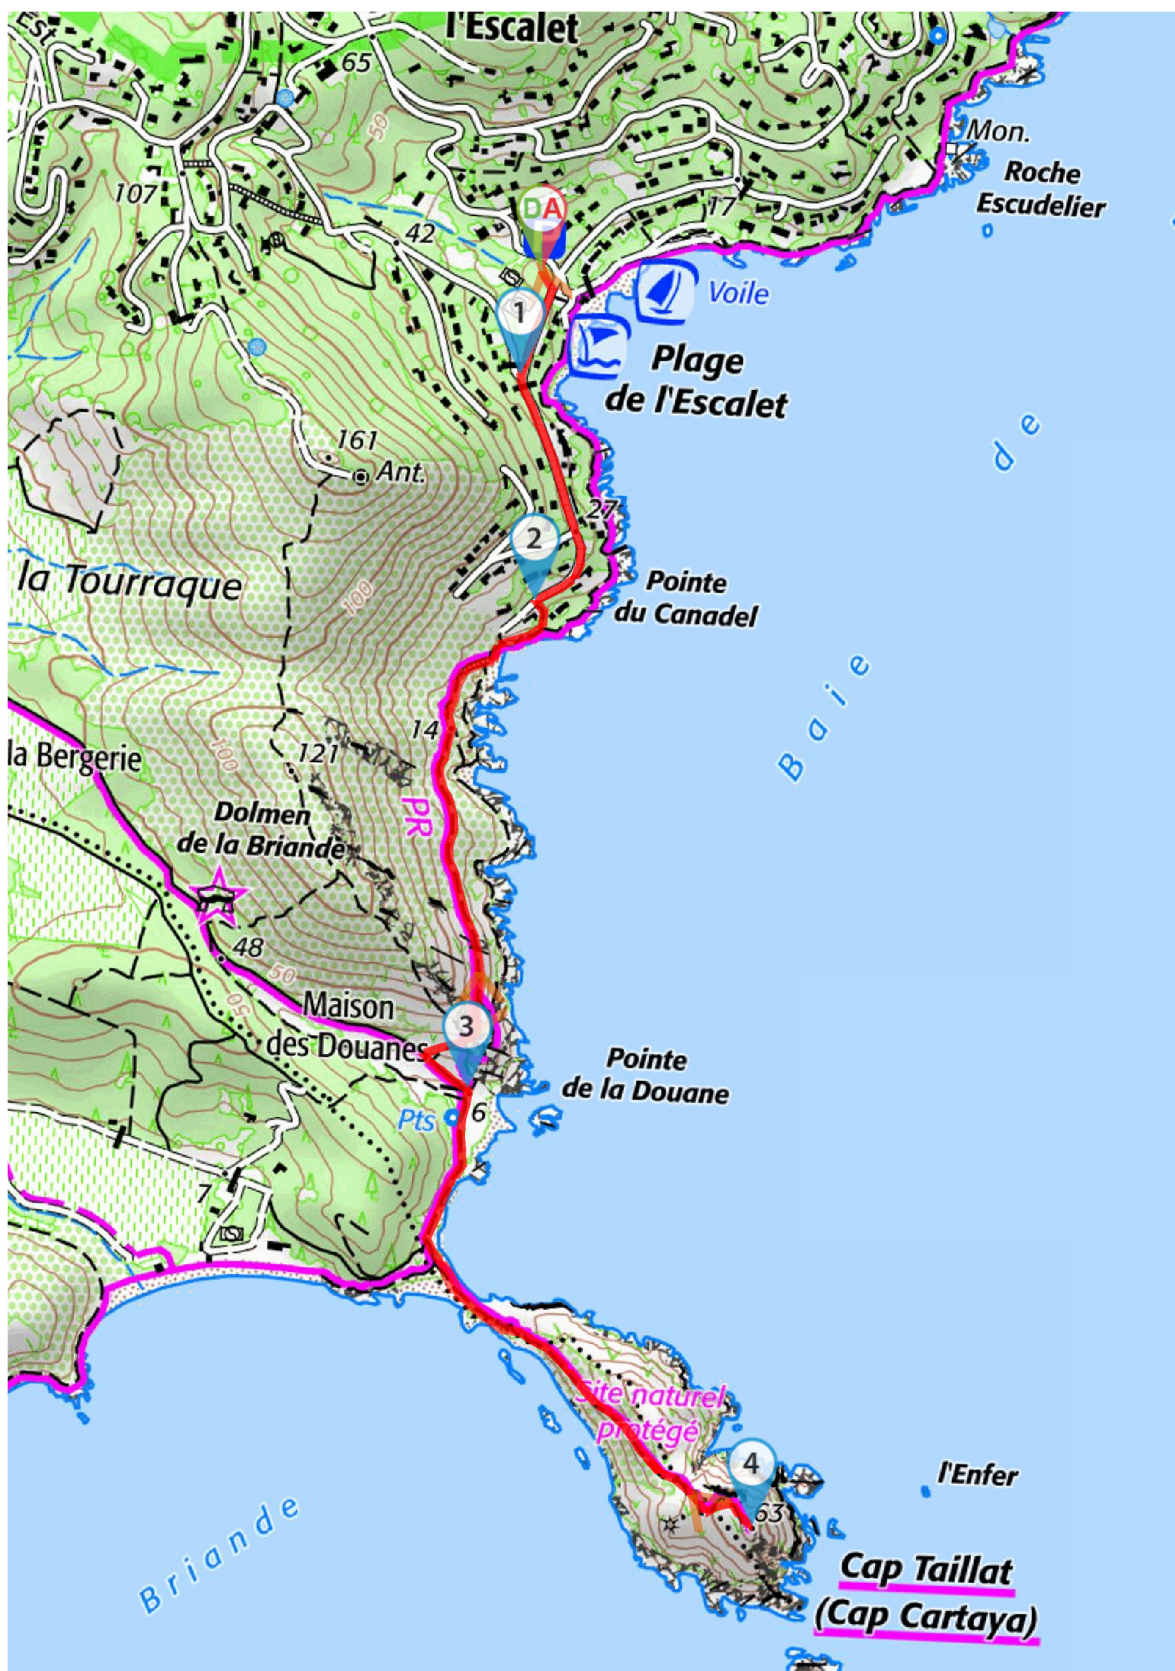 l'Escalet
Est
65
50
Mon.
Roche
Escudelier
107
DA
17
42
Voile
1
Plage
de l'Escalet
161
Ant.
de
27
2
la Tourraque
100
Pointe
du Canadel
Baie
14
la Bergerie
100
121
PR
Dolmen
de la Briande
48
50
50
Maison
des Douanes
3
Pointe
de la Douane
Pts
6
7
Site naturel
protégé
4
l'Enfer
63
Briande
Cap Taillat
(Cap Cartaya)